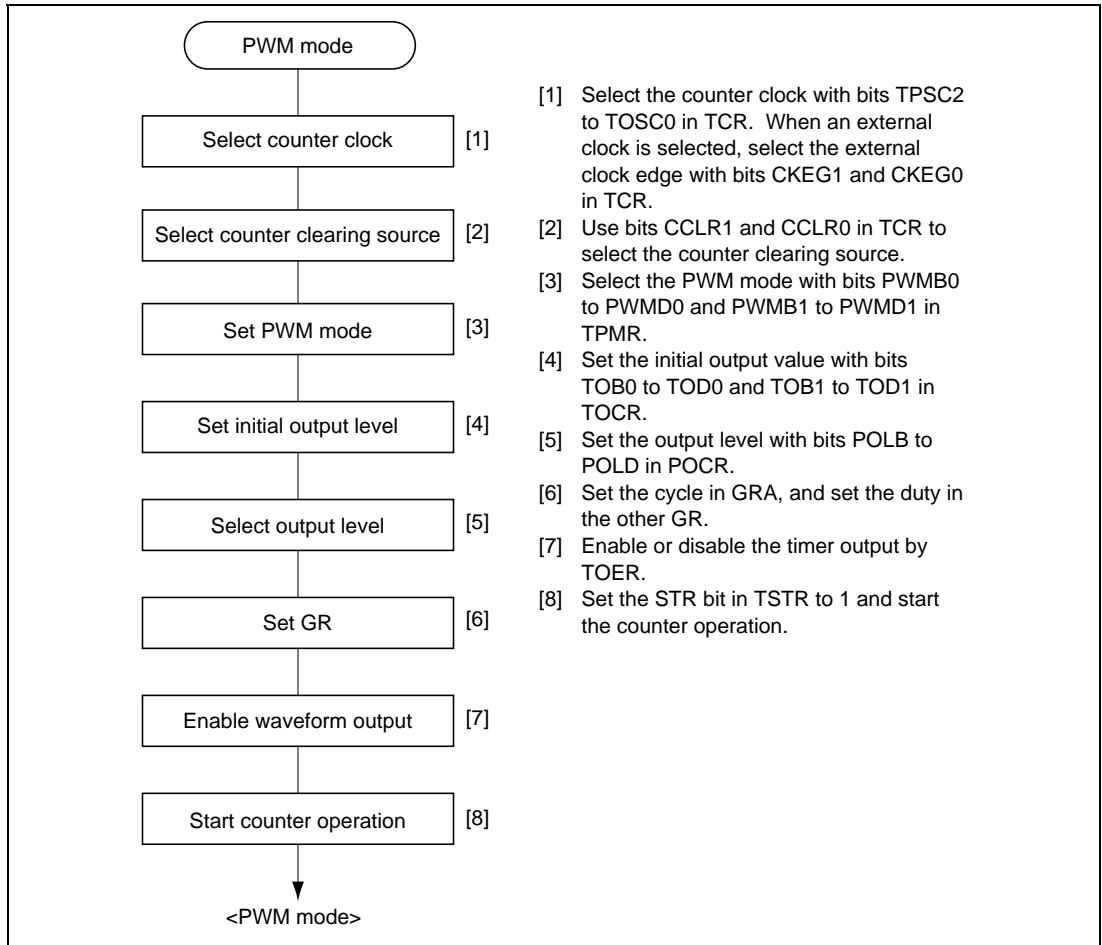 PWM mode
Select counter clock [1]
Select counter clearing source [2]
Set PWM mode [3]
Set initial output level [4]
Select output level [5]
Set GR [6]
Enable waveform output [7]
Start counter operation [8]
<PWM mode>
[1] Select the counter clock with bits TPSC2
to TOSC0 in TCR. When an external
clock is selected, select the external
clock edge with bits CKEG1 and CKEG0
in TCR.
[2] Use bits CCLR1 and CCLR0 in TCR to
select the counter clearing source.
[3] Select the PWM mode with bits PWMB0
to PWMD0 and PWMB1 to PWMD1 in
TPMR.
[4] Set the initial output value with bits
TOB0 to TOD0 and TOB1 to TOD1 in
TOCR.
[5] Set the output level with bits POLB to
POLD in POCR.
[6] Set the cycle in GRA, and set the duty in
the other GR.
[7] Enable or disable the timer output by
TOER.
[8] Set the STR bit in TSTR to 1 and start
the counter operation.